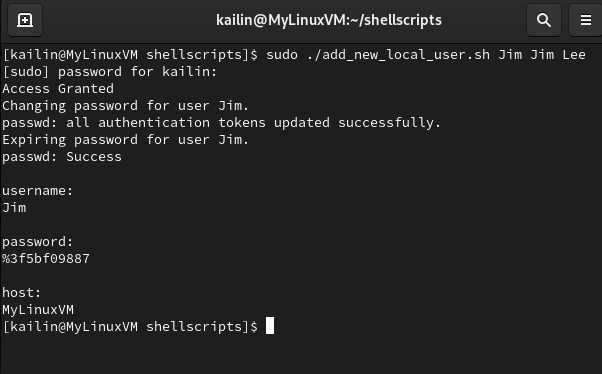 kailin@MyLinuxVM:~/shellscripts
[kailin@MyLinuxVM shellscripts]$ sudo ./add_new_local_user.sh Jim Jim Lee
[sudo] password for kailin:
Access Granted
Changing password for user Jim.
passwd: all authentication tokens updated successfully.
Expiring password for user Jim.
passwd: Success
username:
Jim
password:
%3f5bf09887
host:
MyLinuxVM
[kailin@MyLinuxVM shellscripts]$